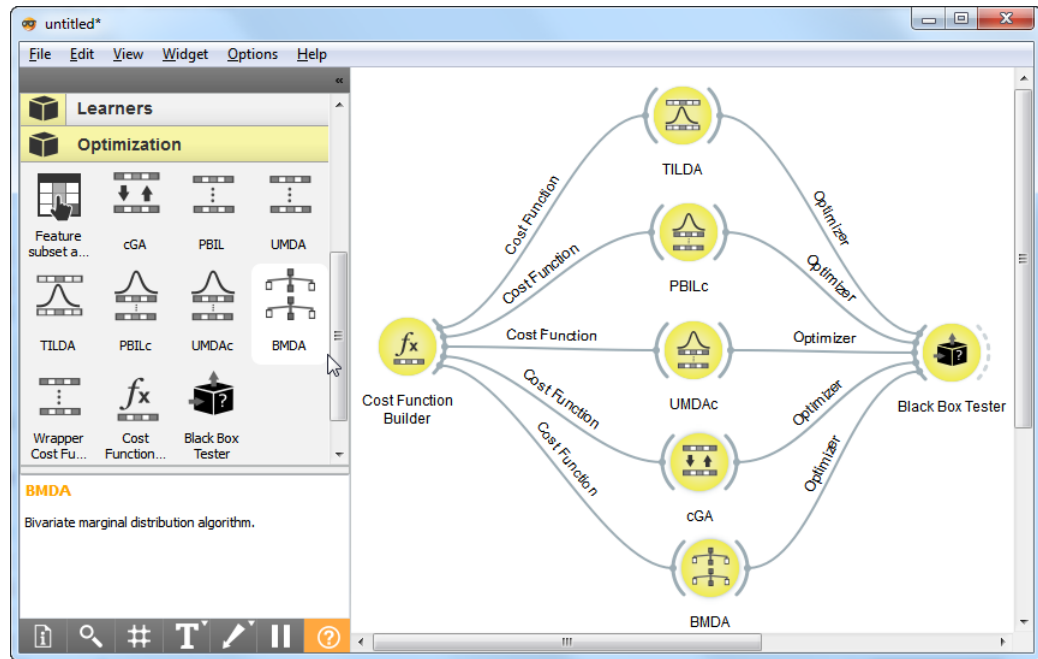 untitled*
File Edit View Widget Options Help
«
Learners
Optimization
Feature
subset a...
cGA
PBIL
UMDA
TILDA
PBILc
UMDAc
BMDA
Wrapper
Cost Fu...
fx
Cost
Function...
?
Black Box
Tester
BMDA
Bivariate marginal distribution algorithm.
i
#
T
?
fx
Cost Function
Builder
Cost Function
Cost Function
Cost Function
Cost Function
Cost Function
TILDA
PBILc
UMDAc
cGA
BMDA
Optimizer
Optimizer
Optimizer
Optimizer
Optimizer
?
Black Box Tester